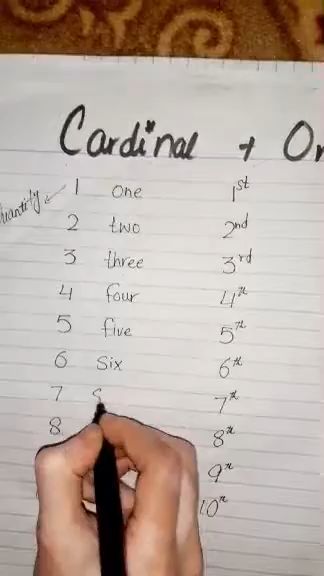 Cardinal + Or
Quantity ✓ 1 one 1st
2 two 2nd
3 three 3rd
4 four 4th
5 five 5th
6 Six 6th
7 S 7th
8 8th
9th
10th